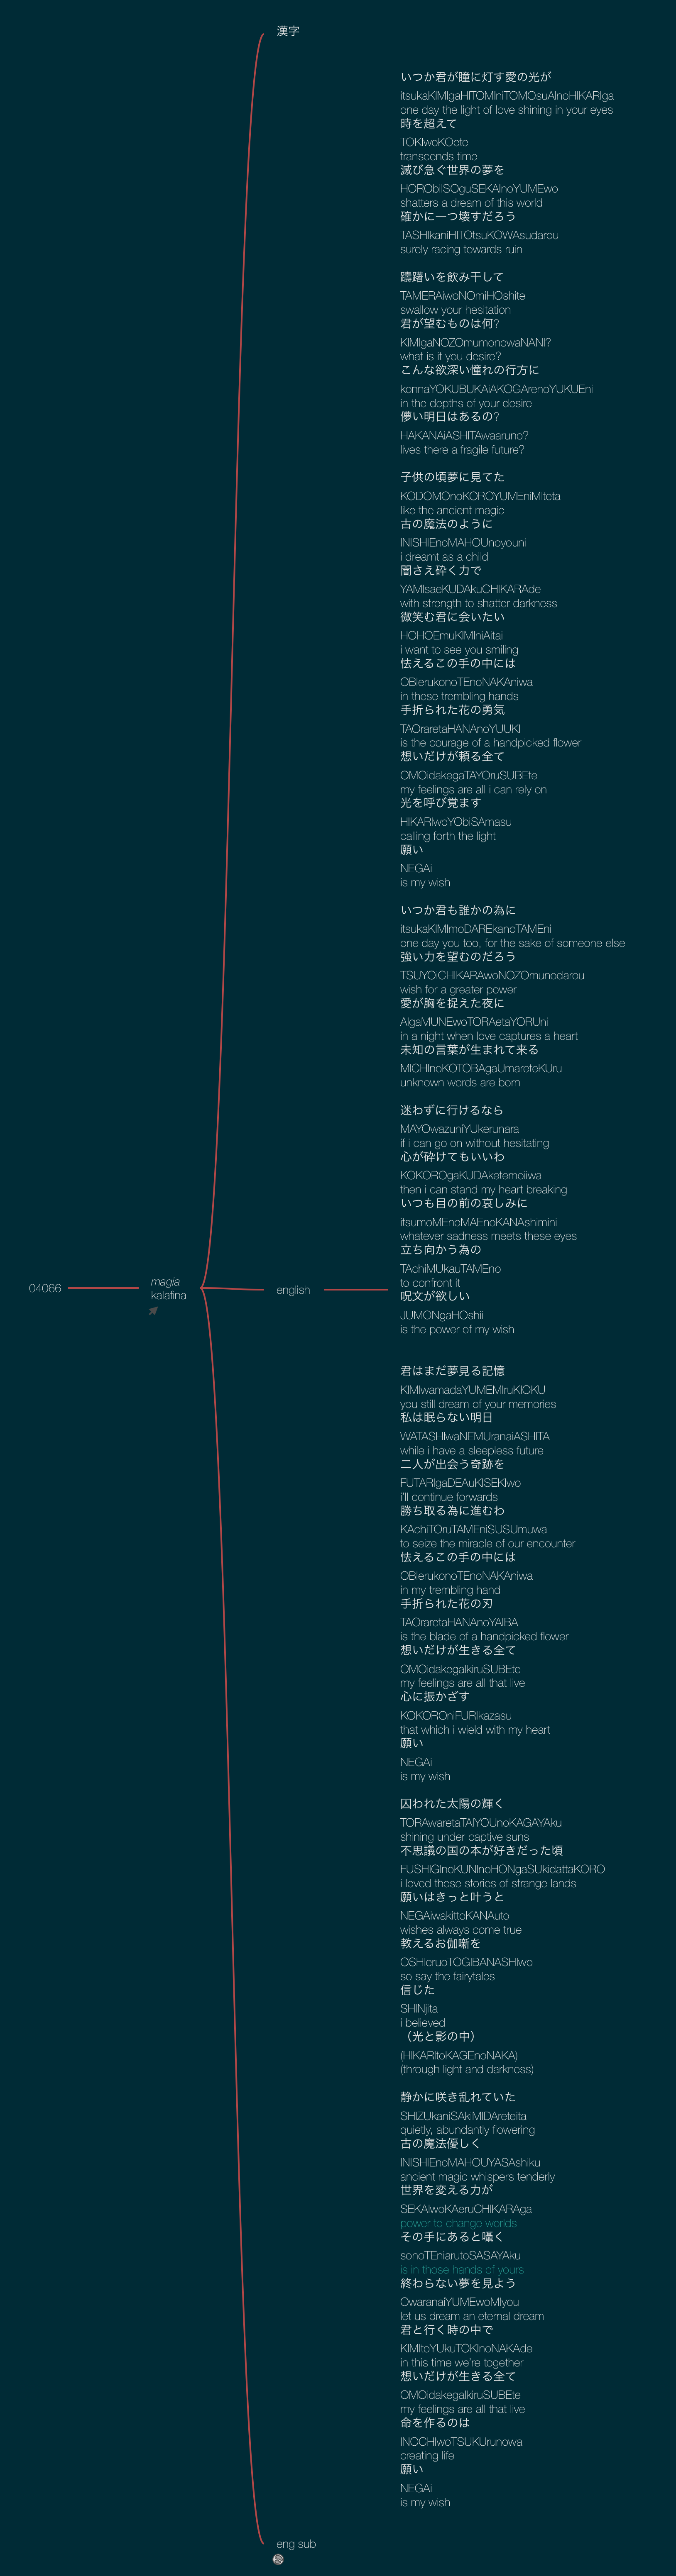 漢字
04066
magia
kalafina
english
いつか君が瞳に灯す愛の光が
itsukaKIMIgaHITOMIniTOMOsuAInoHIKARIga
one day the light of love shining in your eyes
時を超えて
TOKIwoKOete
transcends time
滅び急ぐ世界の夢を
HORObiISOguSEKAInoYUMEwo
shatters a dream of this world
確かに一つ壊すだろう
TASHIkaniHITOtsuKOWAsudarou
surely racing towards ruin
躊躇いを飲み干して
TAMERAiwoNOmiHOshite
swallow your hesitation
君が望むものは何?
KIMIgaNOZOmumonowaNANI?
what is it you desire?
こんな欲深い憧れの行方に
konnaYOKUBUKAiAKOGArenoYUKUEni
in the depths of your desire
儚い明日はあるの?
HAKANAiASHITAwaaruno?
lives there a fragile future?
子供の頃夢に見てた
KODOMOnoKOROYUMEniMIteta
like the ancient magic
古の魔法のように
INISHIEnoMAHOUnoyouni
i dreamt as a child
闇さえ砕く力で
YAMIsaeKUDAkuCHIKARAde
with strength to shatter darkness
微笑む君に会いたい
HOHOEmuKIMIniAitai
i want to see you smiling
怯えるこの手の中には
OBIerukonoTEnoNAKAniwa
in these trembling hands
手折られた花の勇気
TAOraretaHANAnoYUUKI
is the courage of a handpicked flower
想いだけが頼る全て
OMOidakegaTAYOruSUBEte
my feelings are all i can rely on
光を呼び覚ます
HIKARIwoYObiSAmasu
calling forth the light
願い
NEGAi
is my wish
いつか君も誰かの為に
itsukaKIMImoDAREkanoTAMEni
one day you too, for the sake of someone else
強い力を望むのだろう
TSUYOiCHIKARAwoNOZOmunodarou
wish for a greater power
愛が胸を捉えた夜に
AIgaMUNEwoTORAetaYORUni
in a night when love captures a heart
未知の言葉が生まれて来る
MICHInoKOTOBAgaUmareteKUru
unknown words are born
迷わずに行けるなら
MAYOwazuniYUkerunara
if i can go on without hesitating
心が砕けてもいいわ
KOKOROgaKUDAketemoiiwa
then i can stand my heart breaking
いつも目の前の哀しみに
itsumoMEnoMAEnoKANAshimini
whatever sadness meets these eyes
立ち向かう為の
TAchiMUkauTAMEno
to confront it
呪文が欲しい
JUMONgaHOshii
is the power of my wish
君はまだ夢見る記憶
KIMIwamadaYUMEMIruKIOKU
you still dream of your memories
私は眠らない明日
WATASHIwaNEMUranaiASHITA
while i have a sleepless future
二人が出会う奇跡を
FUTARIgaDEAuKISEKIwo
i'll continue forwards
勝ち取る為に進むわ
KAchiTOruTAMEniSUSUmuwa
to seize the miracle of our encounter
怯えるこの手の中には
OBIerukonoTEnoNAKAniwa
in my trembling hand
手折られた花の刃
TAOraretaHANAnoYAIBA
is the blade of a handpicked flower
想いだけが生きる全て
OMOidakegaIkiruSUBEte
my feelings are all that live
心に振かざす
KOKOROniFURIkazasu
that which i wield with my heart
願い
NEGAi
is my wish
囚われた太陽の輝く
TORAwaretaTAIYOUnoKAGAYAku
shining under captive suns
不思議の国の本が好きだった頃
FUSHIGInoKUNInoHONgaSUkidattaKORO
i loved those stories of strange lands
願いはきっと叶うと
NEGAiwakittoKANAuto
wishes always come true
教えるお伽噺を
OSHIeruoTOGIBANASHIwo
so say the fairytales
信じた
SHINjita
i believed
（光と影の中）
(HIKARItoKAGEnoNAKA)
(through light and darkness)
静かに咲き乱れていた
SHIZUkaniSAkiMIDAreteita
quietly, abundantly flowering
古の魔法優しく
INISHIEnoMAHOUYASAshiku
ancient magic whispers tenderly
世界を変える力が
SEKAIwoKAeruCHIKARAga
power to change worlds
その手にあると囁く
sonoTEniarutoSASAYAku
is in those hands of yours
終わらない夢を見よう
OwaranaiYUMEwoMIyou
let us dream an eternal dream
君と行く時の中で
KIMItoYUkuTOKInoNAKAde
in this time we're together
想いだけが生きる全て
OMOidakegaIkiruSUBEte
my feelings are all that live
命を作るのは
INOCHIwoTSUKUrunowa
creating life
願い
NEGAi
is my wish
eng sub